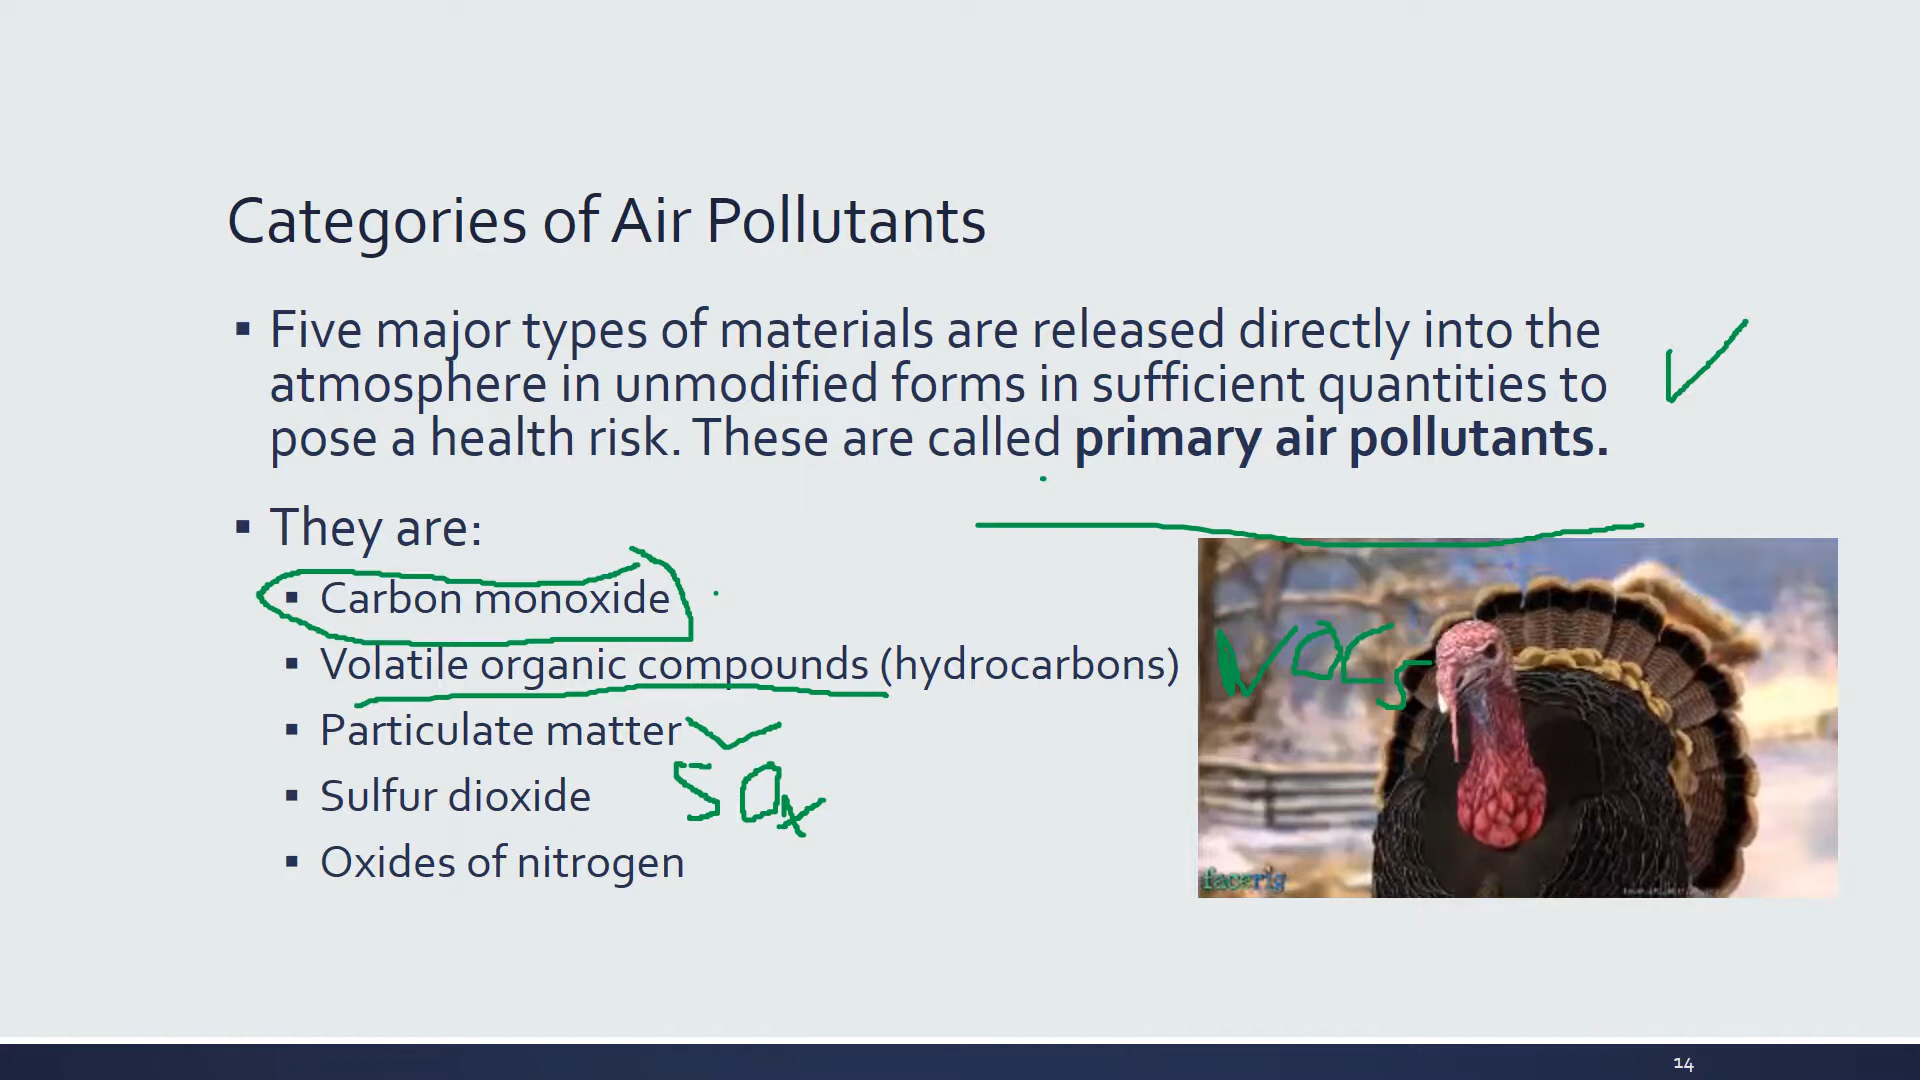 Categories of Air Pollutants
▪ Five major types of materials are released directly into the
atmosphere in unmodified forms in sufficient quantities to
pose a health risk. These are called primary air pollutants.
▪ They are:
▪ Carbon monoxide
▪ Volatile organic compounds (hydrocarbons) VOCs
▪ Particulate matter
▪ Sulfur dioxide SOx
▪ Oxides of nitrogen
facerig
14